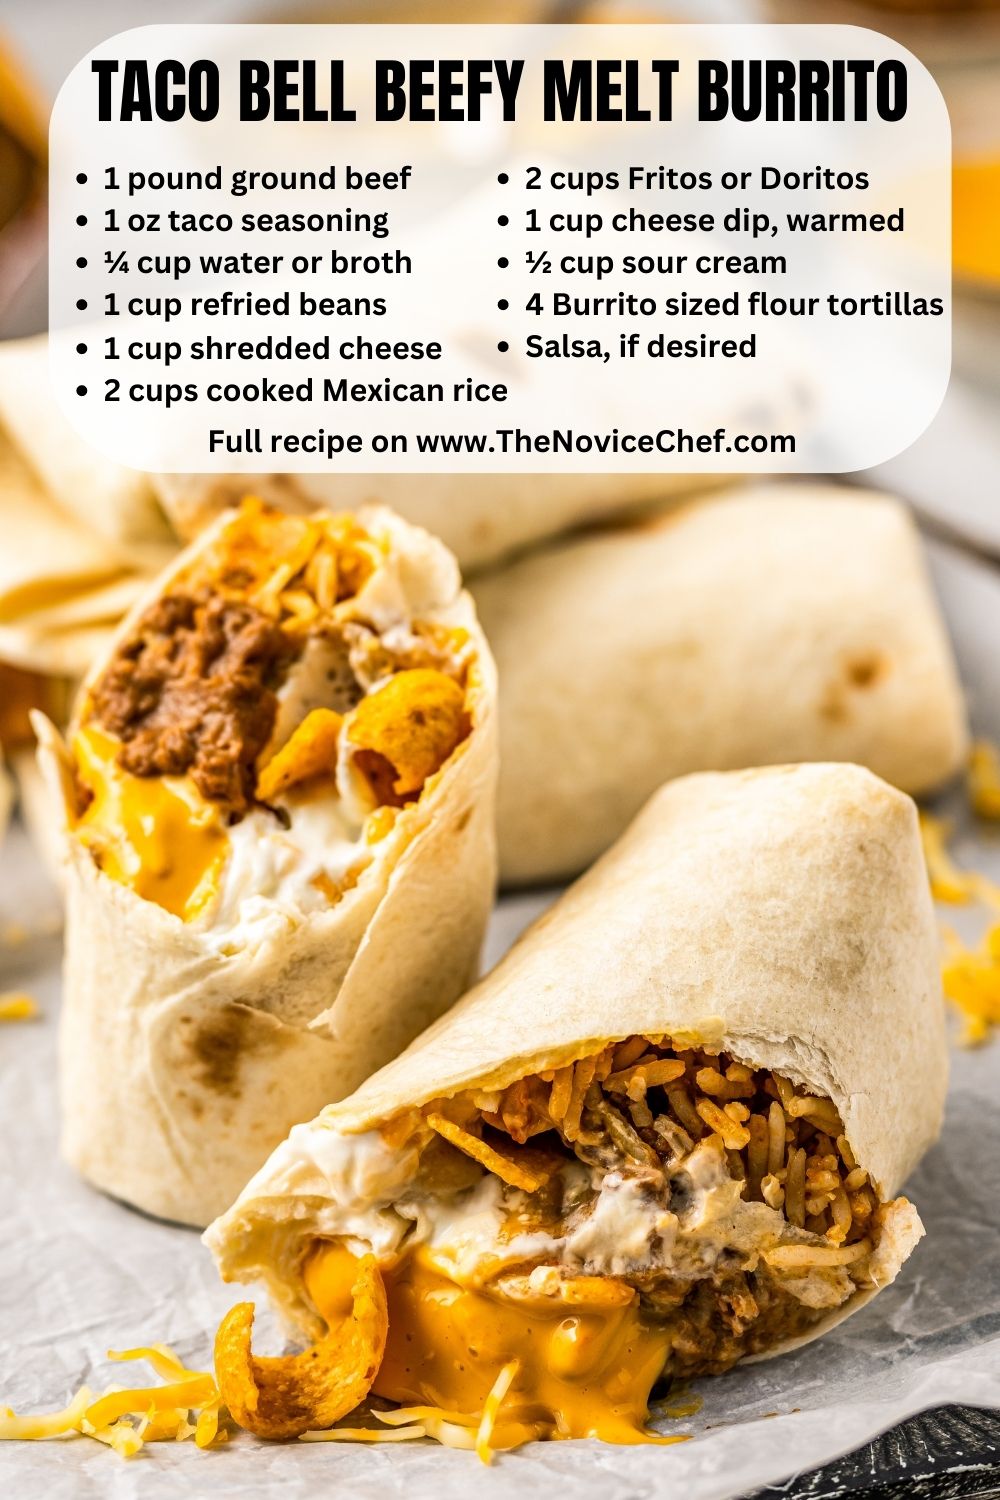 TACO BELL BEEFY MELT BURRITO
• 1 pound ground beef
• 1 oz taco seasoning
• ¼ cup water or broth
• 1 cup refried beans
• 1 cup shredded cheese
• 2 cups cooked Mexican rice
• 2 cups Fritos or Doritos
• 1 cup cheese dip, warmed
• ½ cup sour cream
• 4 Burrito sized flour tortillas
• Salsa, if desired
Full recipe on www.TheNoviceChef.com